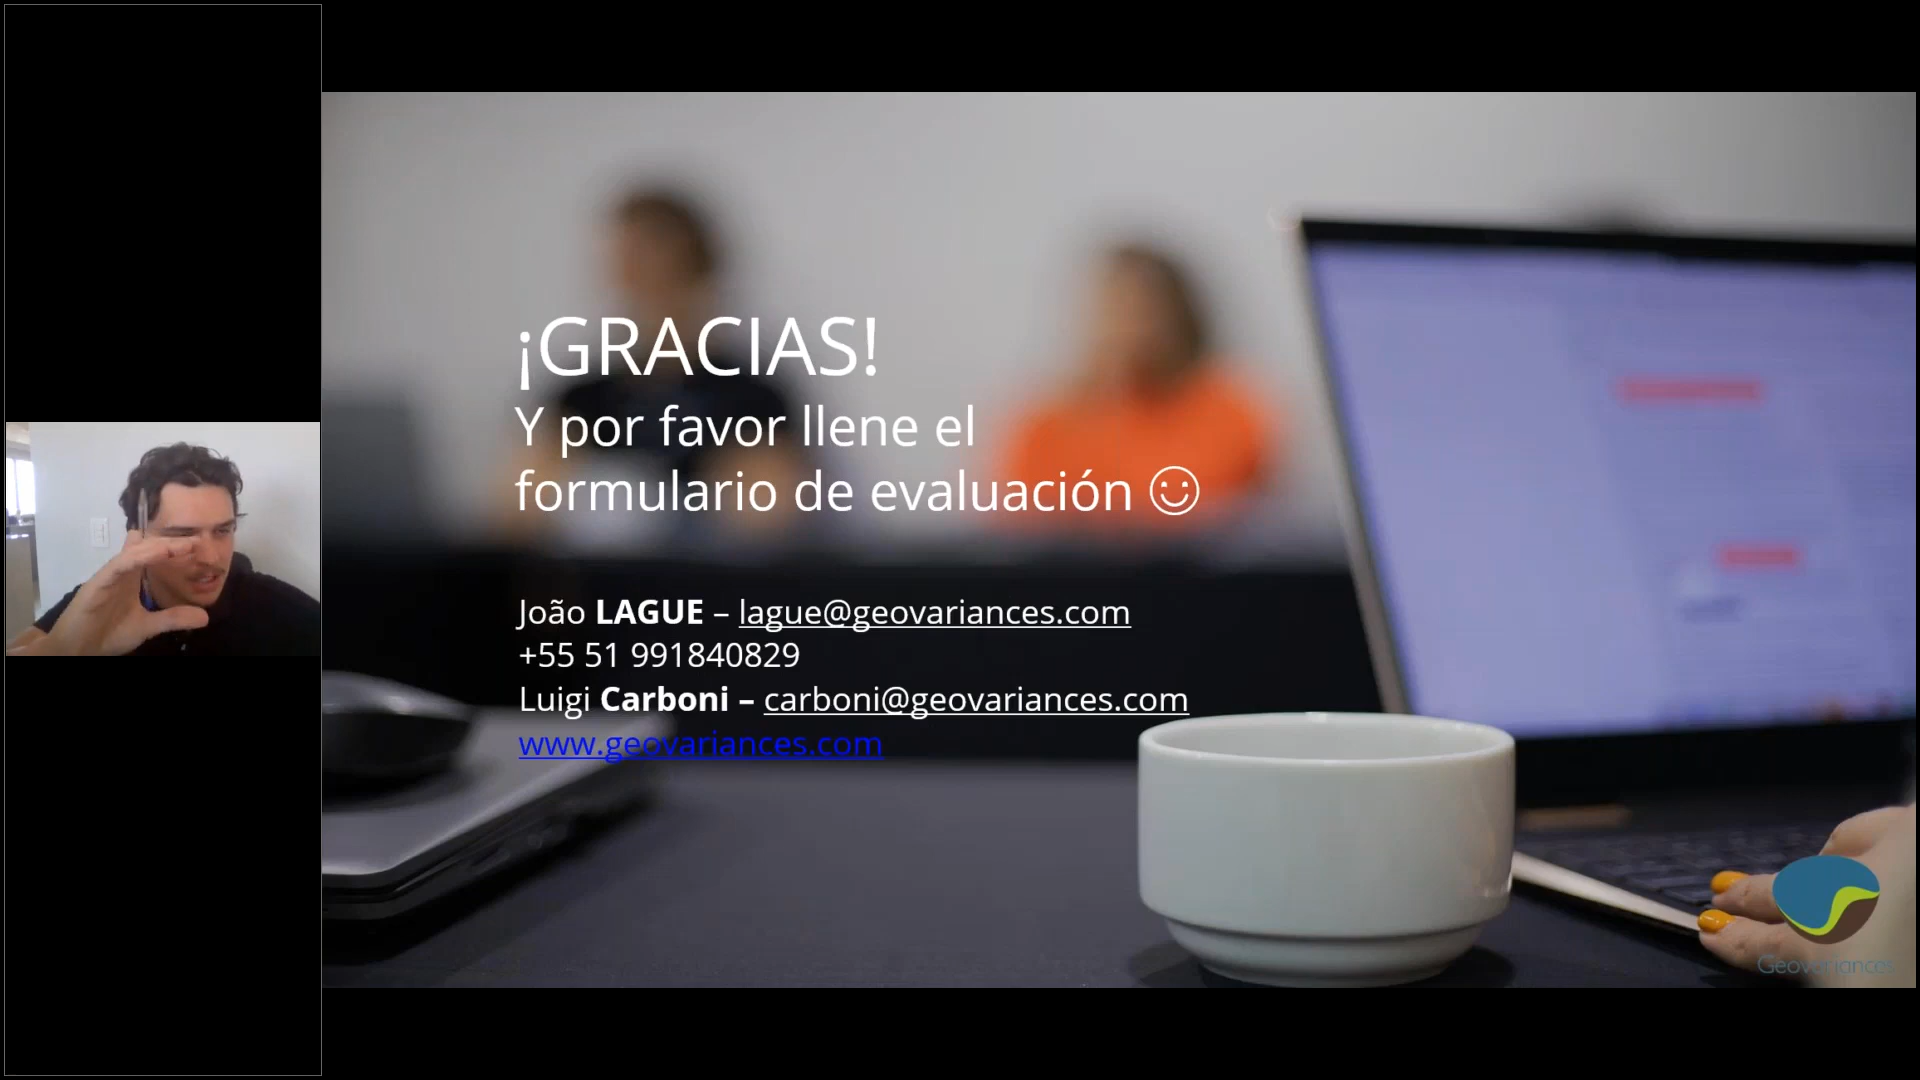 ¡GRACIAS!
Y por favor llene el
formulario de evaluación ☺
João LAGUE – lague@geovariances.com
+55 51 991840829
Luigi Carboni – carboni@geovariances.com
www.geovariances.com
Geovariances